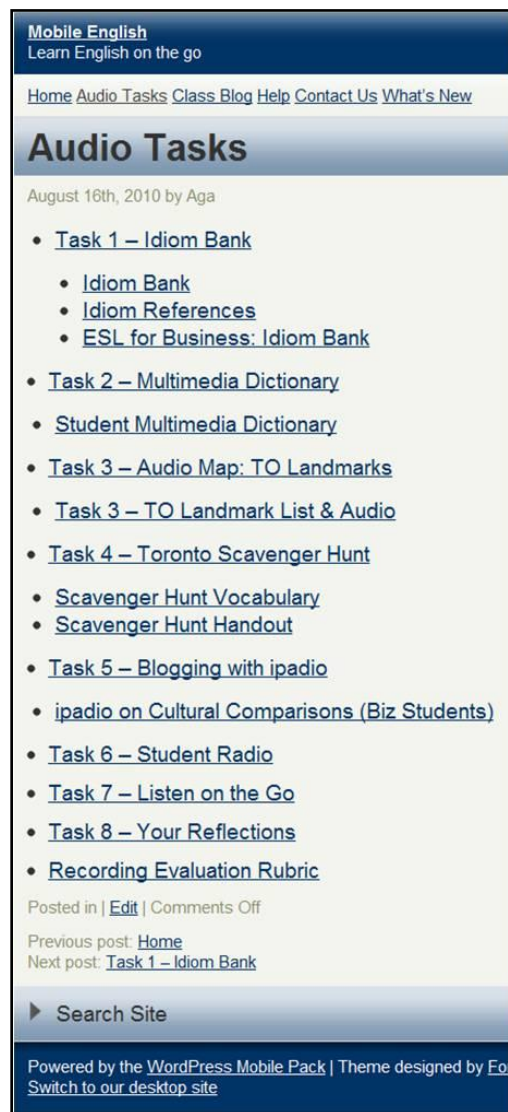 Mobile English
Learn English on the go
Home Audio Tasks Class Blog Help Contact Us What's New
Audio Tasks
August 16th, 2010 by Aga
Task 1 – Idiom Bank
Idiom Bank
Idiom References
ESL for Business: Idiom Bank
Task 2 – Multimedia Dictionary
Student Multimedia Dictionary
Task 3 – Audio Map: TO Landmarks
Task 3 – TO Landmark List & Audio
Task 4 – Toronto Scavenger Hunt
Scavenger Hunt Vocabulary
Scavenger Hunt Handout
Task 5 – Blogging with ipadio
ipadio on Cultural Comparisons (Biz Students)
Task 6 – Student Radio
Task 7 – Listen on the Go
Task 8 – Your Reflections
Recording Evaluation Rubric
Posted in | Edit | Comments Off
Previous post: Home
Next post: Task 1 – Idiom Bank
Search Site
Powered by the WordPress Mobile Pack | Theme designed by
Switch to our desktop site